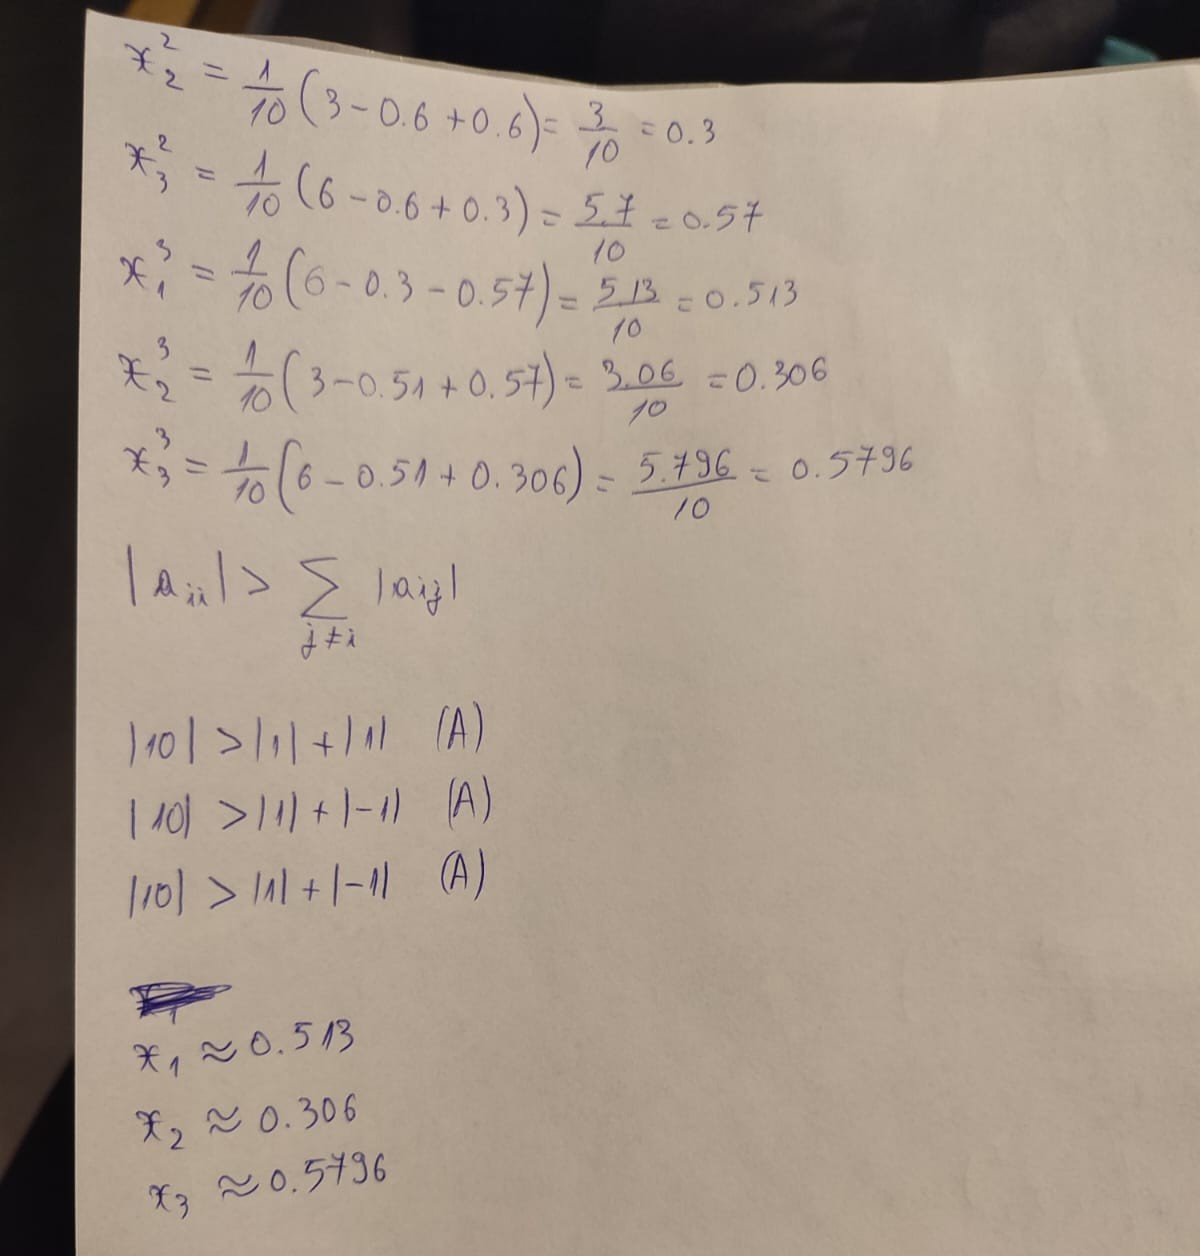 x₂² = 1/10 (3 - 0.6 + 0.6) = 3/10 = 0.3
x₃² = 1/10 (6 - 0.6 + 0.3) = 5.7/10 = 0.57
x₁³ = 1/10 (6 - 0.3 - 0.57) = 5.13/10 = 0.513
x₂³ = 1/10 (3 - 0.51 + 0.57) = 3.06/10 = 0.306
x₃³ = 1/10 (6 - 0.51 + 0.306) = 5.796/10 = 0.5796
|aᵢᵢ| > ∑_{j≠i} |aᵢⱼ|
|10| > |1| + |1| (A)
|10| > |1| + |-1| (A)
|10| > |1| + |-1| (A)
x₁ ≈ 0.513
x₂ ≈ 0.306
x₃ ≈ 0.5796